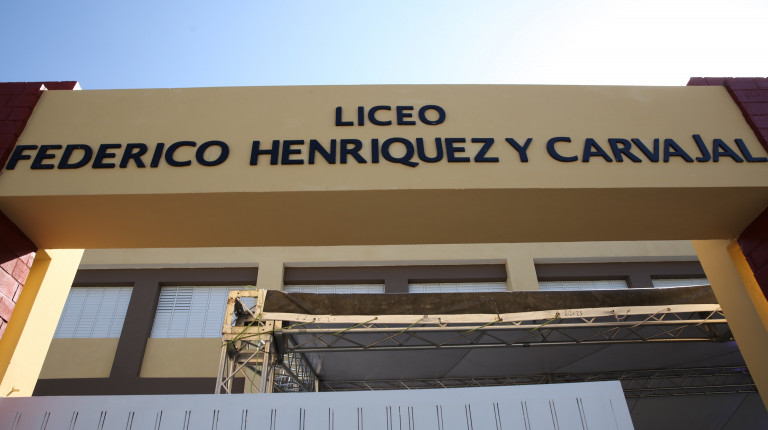 LICEO
FEDERICO HENRIQUEZ Y CARVAJAL